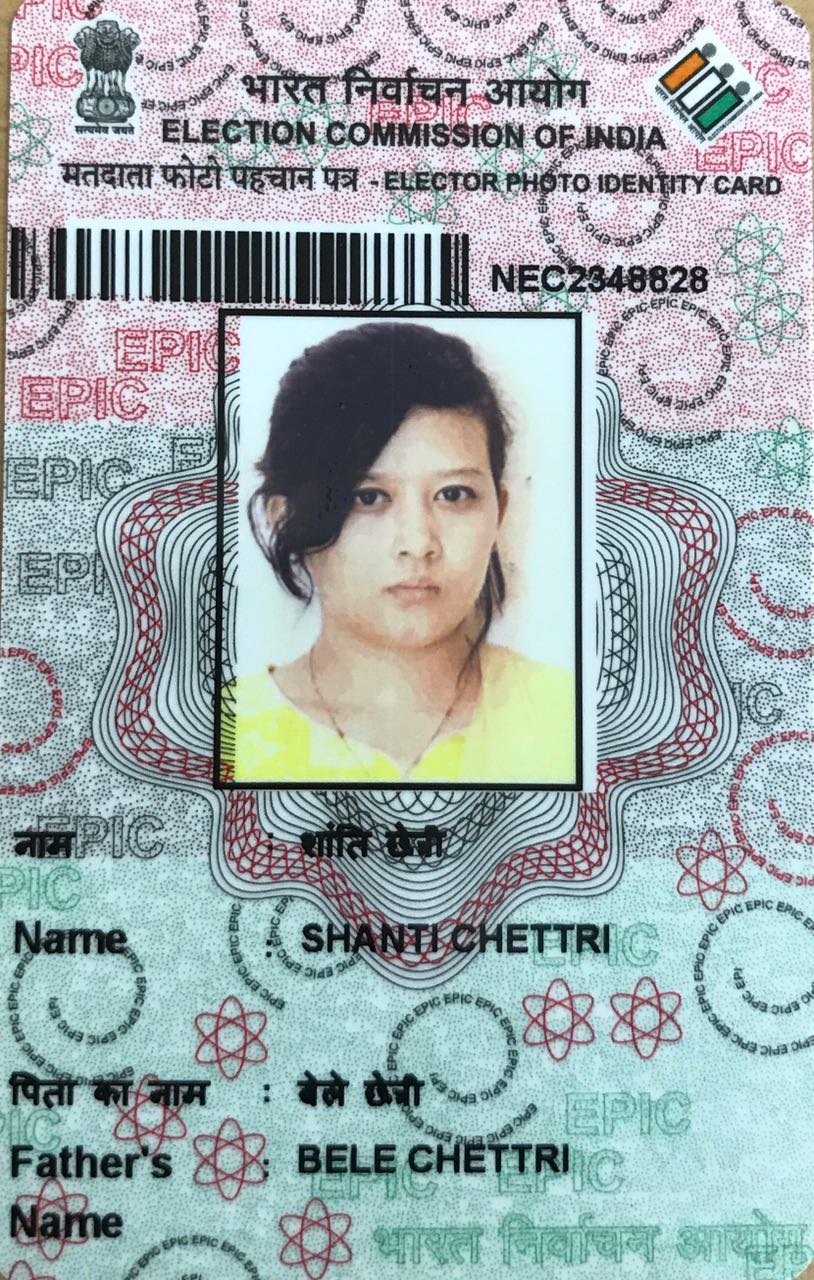 सत्यमेव जयते
भारत निर्वाचन आयोग
ELECTION COMMISSION OF INDIA
मतदाता फोटो पहचान पत्र - ELECTOR PHOTO IDENTITY CARD
NEC2348828
नाम : शांति छेत्री
Name : SHANTI CHETTRI
पिता का नाम : बेले छेत्री
Father's : BELE CHETTRI
Name
भारत निर्वाचन आयोग
EPIC